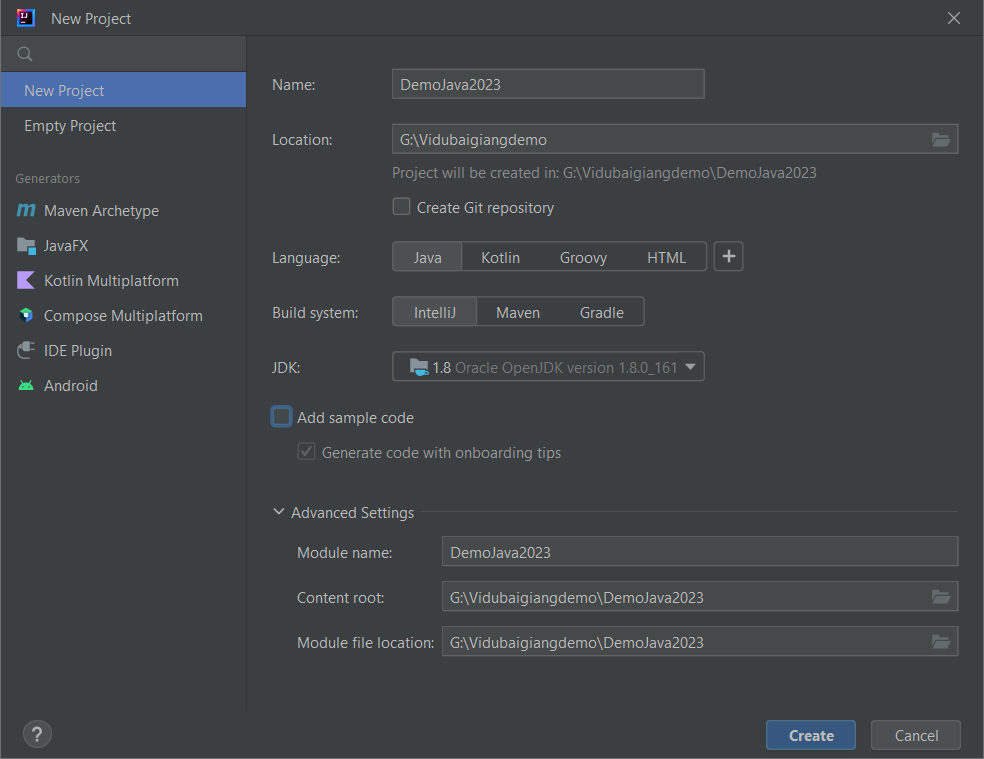 New Project
New Project
Empty Project
Generators
Maven Archetype
JavaFX
Kotlin Multiplatform
Compose Multiplatform
IDE Plugin
Android
Name: DemoJava2023
Location: G:\Vidubaigiangdemo
Project will be created in: G:\Vidubaigiangdemo\DemoJava2023
Create Git repository
Language: Java Kotlin Groovy HTML +
Build system: IntelliJ Maven Gradle
JDK: 1.8 Oracle OpenJDK version 1.8.0_161
Add sample code
Generate code with onboarding tips
Advanced Settings
Module name: DemoJava2023
Content root: G:\Vidubaigiangdemo\DemoJava2023
Module file location: G:\Vidubaigiangdemo\DemoJava2023
? Create Cancel